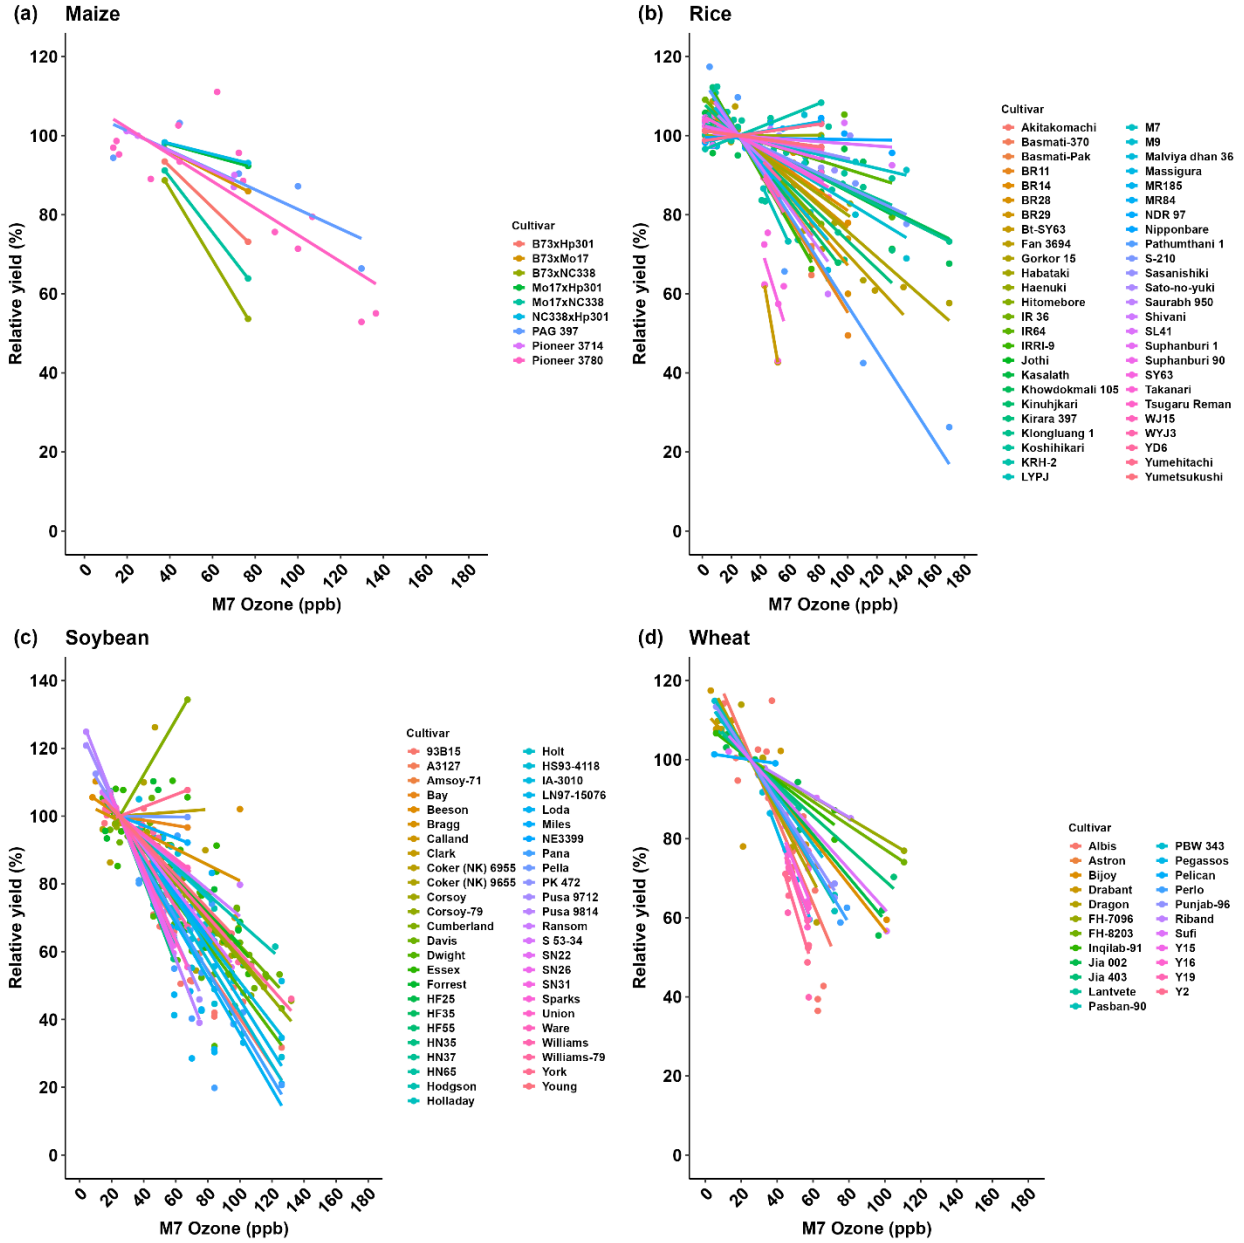 (a) Maize
Relative yield (%)
120
100
80
60
40
20
0
0 20 40 60 80 100 120 140 160 180
M7 Ozone (ppb)
Cultivar
B73xHp301
B73xMo17
B73xNC338
Mo17xHp301
Mo17xNC338
NC338xHp301
PAG 397
Pioneer 3714
Pioneer 3780
(b) Rice
Relative yield (%)
120
100
80
60
40
20
0
0 20 40 60 80 100 120 140 160 180
M7 Ozone (ppb)
Cultivar
Akitakomachi
Basmati-370
Basmati-Pak
BR11
BR14
BR28
BR29
Bt-SY63
Fan 3694
Gorkor 15
Habataki
Haenuki
Hitomebore
IR 36
IR64
IRRI-9
Jothi
Kasalath
Khowdokmali 105
Kinuhjkari
Kirara 397
Klongluang 1
Koshihikari
KRH-2
LYPJ
M7
M9
Malviya dhan 36
Massigura
MR185
MR84
NDR 97
Nipponbare
Pathumthani 1
S-210
Sasanishiki
Sato-no-yuki
Saurabh 950
Shivani
SL41
Suphanburi 1
Suphanburi 90
SY63
Takanari
Tsugaru Reman
WJ15
WYJ3
YD6
Yumehitachi
Yumetsukushi
(c) Soybean
Relative yield (%)
140
120
100
80
60
40
20
0
0 20 40 60 80 100 120 140 160 180
M7 Ozone (ppb)
Cultivar
93B15
A3127
Amsoy-71
Bay
Beeson
Bragg
Calland
Clark
Coker (NK) 6955
Coker (NK) 9655
Corsoy
Corsoy-79
Cumberland
Davis
Dwight
Essex
Forrest
HF25
HF35
HF55
HN35
HN37
HN65
Hodgson
Holladay
Holt
HS93-4118
IA-3010
LN97-15076
Loda
Miles
NE3399
Pana
Pella
PK 472
Pusa 9712
Pusa 9814
Ransom
S 53-34
SN22
SN26
SN31
Sparks
Union
Ware
Williams
Williams-79
York
Young
(d) Wheat
Relative yield (%)
120
100
80
60
40
20
0
0 20 40 60 80 100 120 140 160 180
M7 Ozone (ppb)
Cultivar
Albis
Astron
Bijoy
Drabant
Dragon
FH-7096
FH-8203
Inqilab-91
Jia 002
Jia 403
Lantvete
Pasban-90
PBW 343
Pegassos
Pelican
Perlo
Punjab-96
Riband
Sufi
Y15
Y16
Y19
Y2